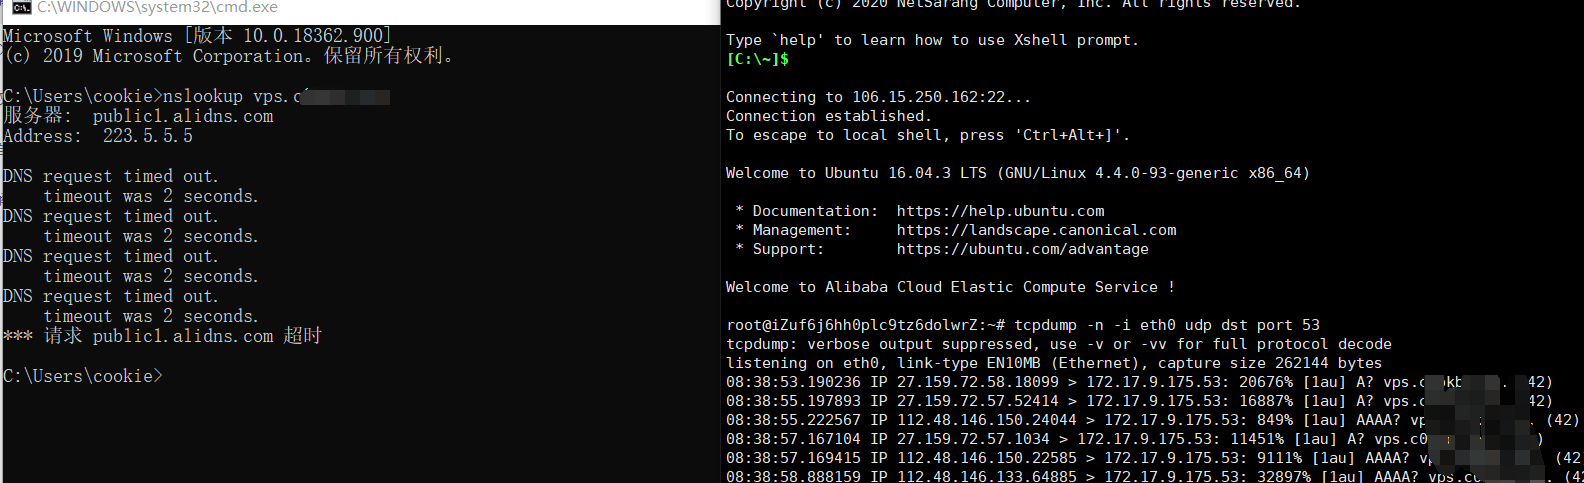 C:\WINDOWS\system32\cmd.exe
Microsoft Windows [版本 10.0.18362.900]
(c) 2019 Microsoft Corporation。保留所有权利。
C:\Users\cookie>nslookup vps.c
服务器:  public1.alidns.com
Address:  223.5.5.5
DNS request timed out.
    timeout was 2 seconds.
DNS request timed out.
    timeout was 2 seconds.
DNS request timed out.
    timeout was 2 seconds.
DNS request timed out.
    timeout was 2 seconds.
*** 请求 public1.alidns.com 超时
C:\Users\cookie>
Copyright (c) 2020 NetSarang Computer, Inc. All rights reserved.
Type `help' to learn how to use Xshell prompt.
[C:\~]$
Connecting to 106.15.250.162:22...
Connection established.
To escape to local shell, press 'Ctrl+Alt+]'.
Welcome to Ubuntu 16.04.3 LTS (GNU/Linux 4.4.0-93-generic x86_64)
 * Documentation:  https://help.ubuntu.com
 * Management:     https://landscape.canonical.com
 * Support:        https://ubuntu.com/advantage
Welcome to Alibaba Cloud Elastic Compute Service !
root@iZuf6j6hh0plc9tz6dolwrZ:~# tcpdump -n -i eth0 udp dst port 53
tcpdump: verbose output suppressed, use -v or -vv for full protocol decode
listening on eth0, link-type EN10MB (Ethernet), capture size 262144 bytes
08:38:53.190236 IP 27.159.72.58.18099 > 172.17.9.175.53: 20676% [1au] A? vps.c (42)
08:38:55.197893 IP 27.159.72.57.52414 > 172.17.9.175.53: 16887% [1au] A? vps.c 42)
08:38:55.222567 IP 112.48.146.150.24044 > 172.17.9.175.53: 849% [1au] AAAA? vp . (42)
08:38:57.167104 IP 27.159.72.57.1034 > 172.17.9.175.53: 11451% [1au] A? vps.c0 )
08:38:57.169415 IP 112.48.146.150.22585 > 172.17.9.175.53: 9111% [1au] AAAA? vps. (42
08:38:58.888159 IP 112.48.146.133.64885 > 172.17.9.175.53: 32897% [1au] AAAA? vps.c0 . (42